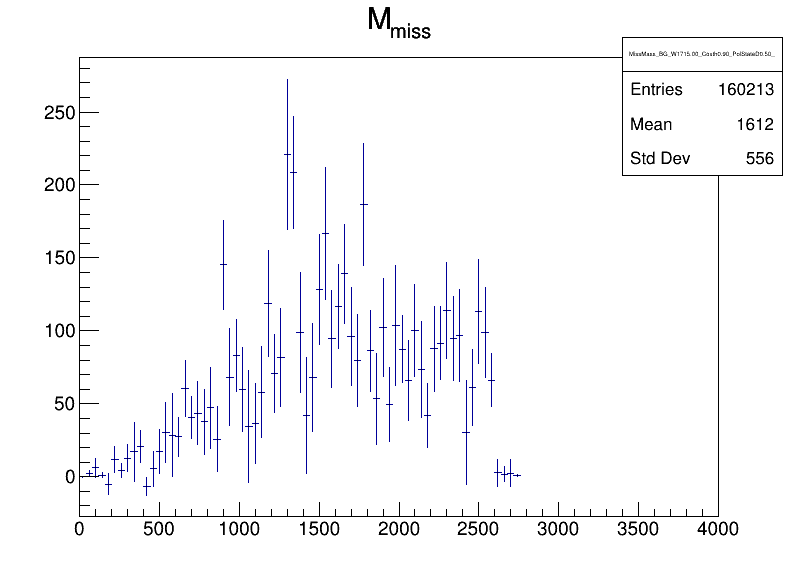 M_miss
MissMass_BG_W1715.00_Costh0.90_PolStateD0.50_
Entries 160213
Mean 1612
Std Dev 556
250
200
150
100
50
0
0 500 1000 1500 2000 2500 3000 3500 4000